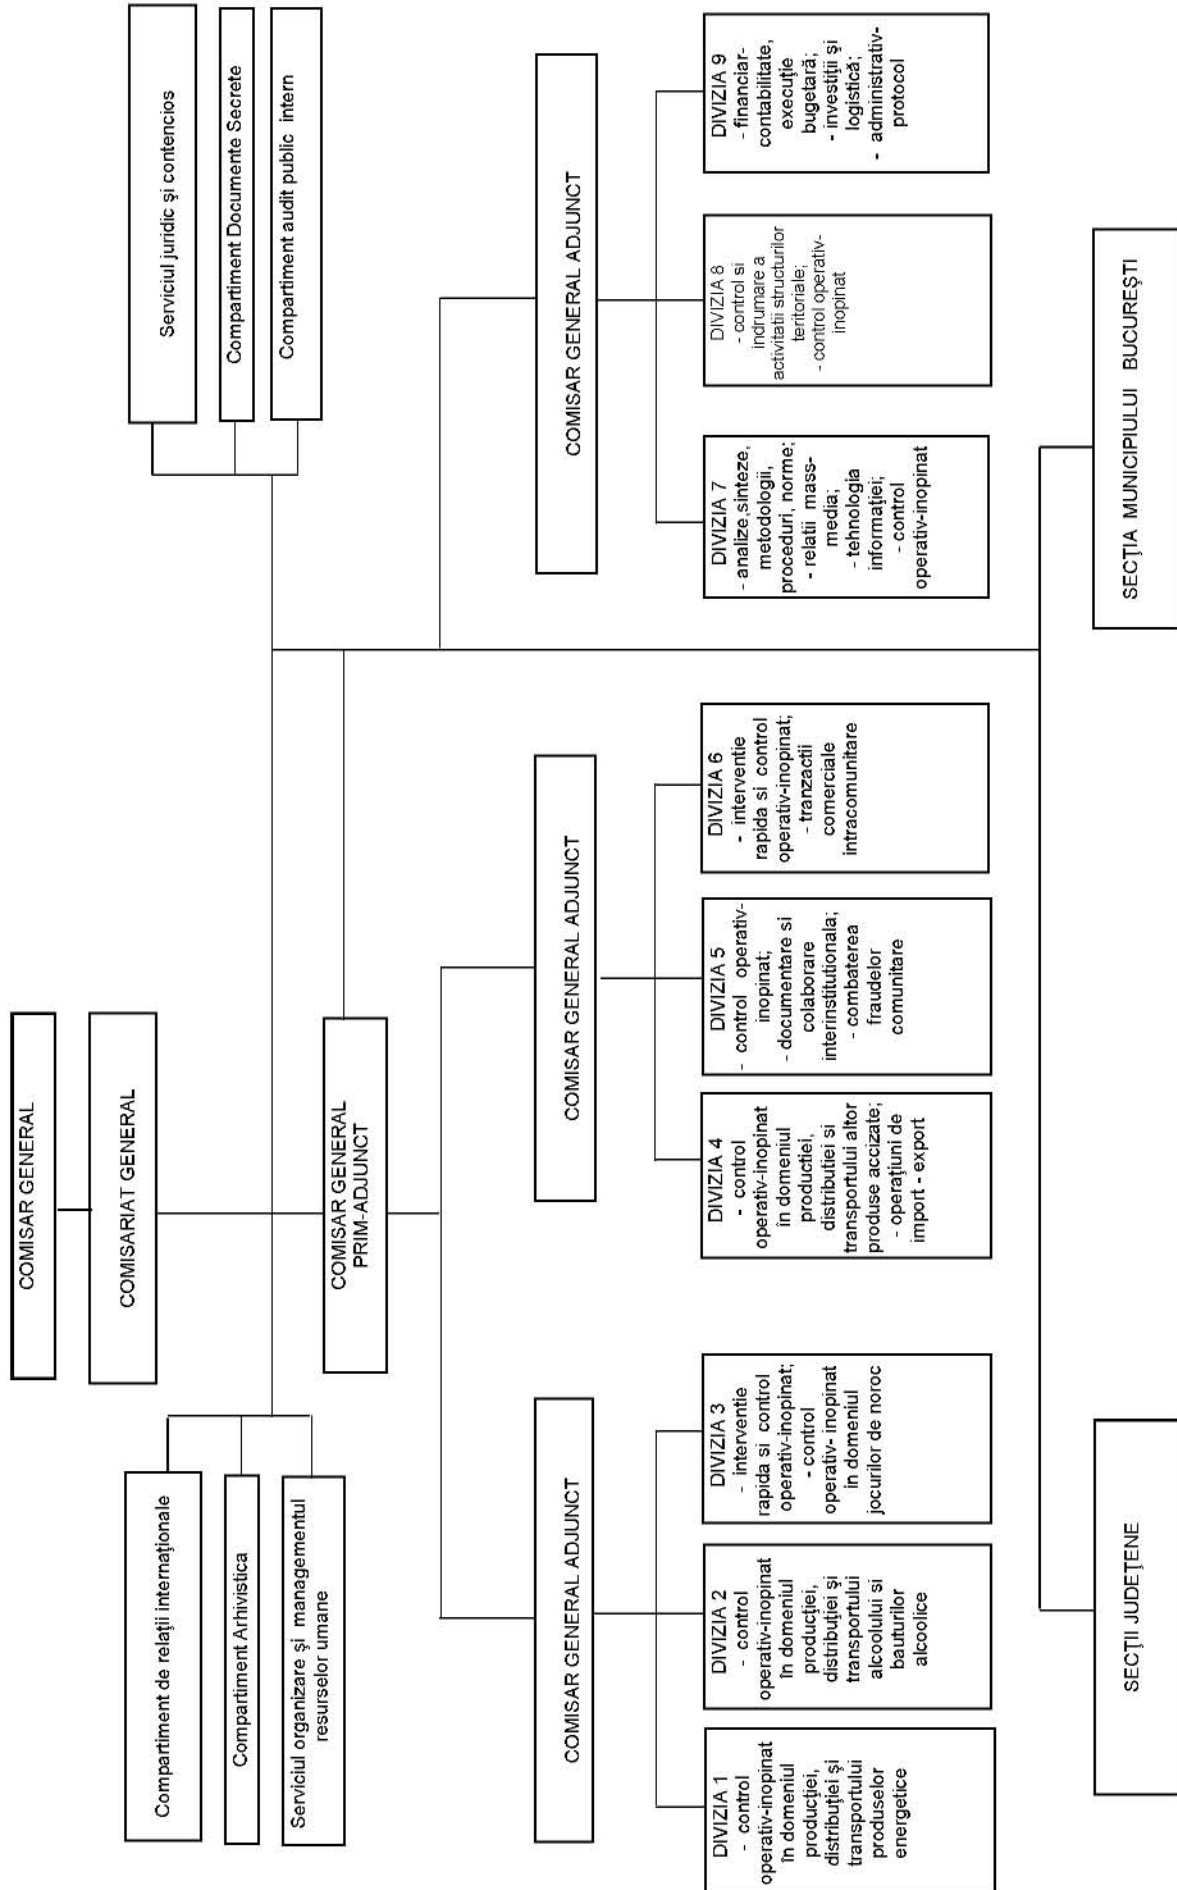 COMISAR GENERAL
COMISARIAT GENERAL
Compartiment de relaţii internaţionale
Compartiment Arhivistica
Serviciul organizare şi managementul
resurselor umane
Serviciul juridic şi contencios
Compartiment Documente Secrete
Compartiment audit public intern
COMISAR GENERAL
PRIM-ADJUNCT
COMISAR GENERAL ADJUNCT
COMISAR GENERAL ADJUNCT
COMISAR GENERAL ADJUNCT
DIVIZIA 1
- control
operativ-inopinat
în domeniul
producţiei,
distribuţiei şi
transportului
produselor
energetice
DIVIZIA 2
- control
operativ-inopinat
în domeniul
producţiei,
distribuţiei şi
transportului
alcoolului si
bauturilor
alcoolice
DIVIZIA 3
- interventie
rapida si control
operativ-inopinat;
- control
operativ- inopinat
in domeniul
jocurilor de noroc
DIVIZIA 4
- control
operativ-inopinat
în domeniul
productiei,
distributiei si
transportului altor
produse accizate;
- operaţiuni de
import - export
DIVIZIA 5
- control operativ-
inopinat;
- documentare si
colaborare
interinstitutionala;
- combaterea
fraudelor
comunitare
DIVIZIA 6
- interventie
rapida si control
operativ-inopinat;
- tranzactii
comerciale
intracomunitare
DIVIZIA 7
- analize,sinteze,
metodologii,
proceduri, norme;
- relatii mass-
media;
- tehnologia
informaţiei;
- control
operativ-inopinat
DIVIZIA 8
- control si
indrumare a
activitatii structurilor
teritoriale;
- control operativ-
inopinat
DIVIZIA 9
- financiar-
contabilitate,
execuţie
bugetară;
- investiţii şi
logistică;
- administrativ-
protocol
SECŢII JUDEŢENE
SECŢIA MUNICIPIULUI BUCUREŞTI